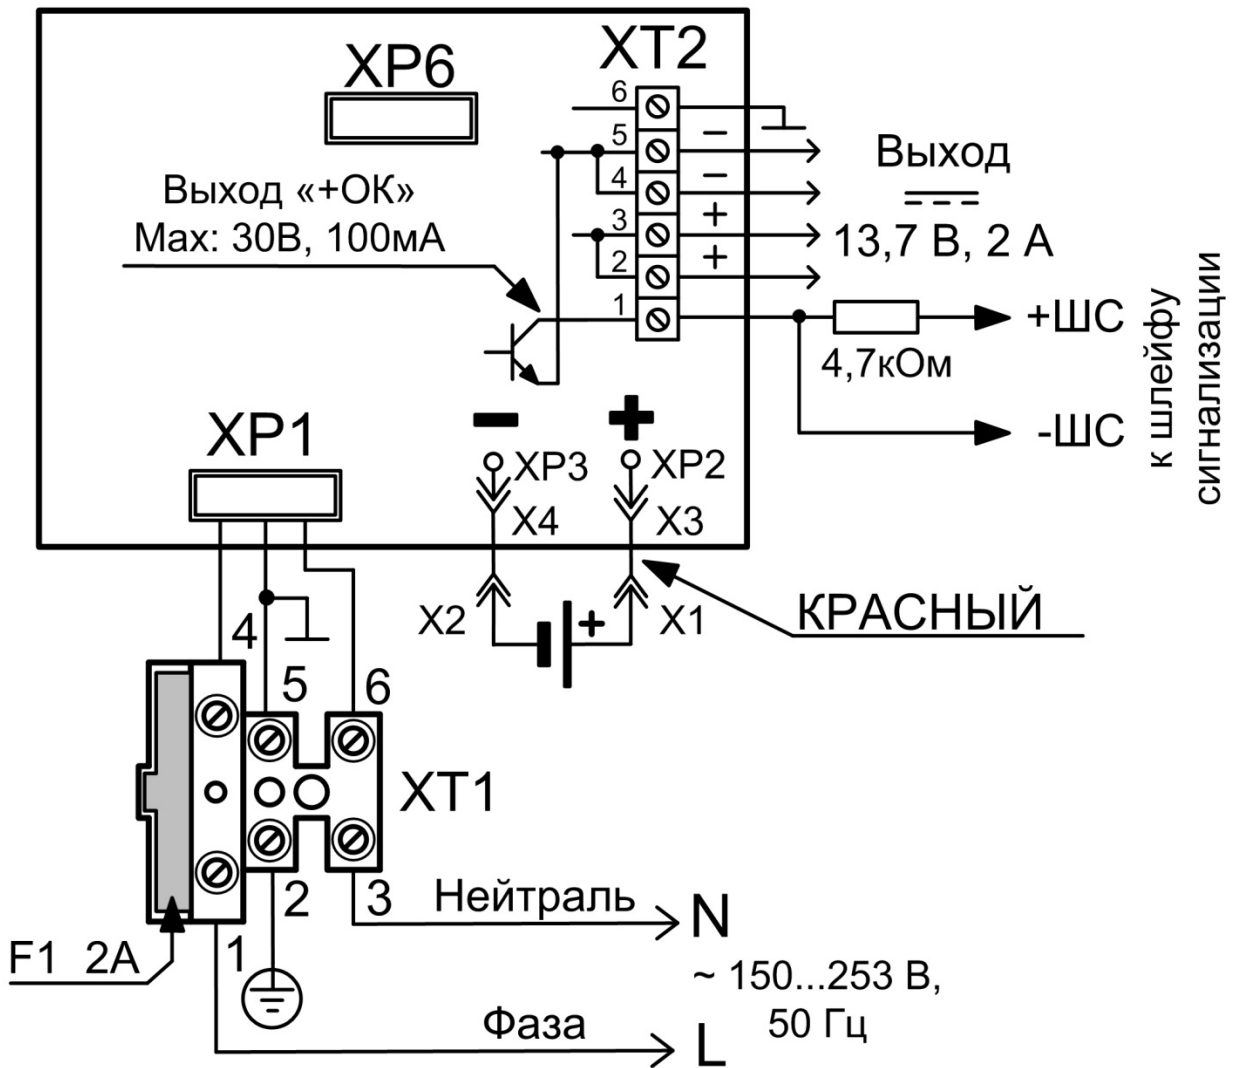 XT2
XP6
6
5
4
3
2
1
–
–
+
+
Выход
13,7 В, 2 А
Выход «+ОК»
Max: 30В, 100мА
4,7кОм
+ШС
-ШС
к шлейфу
сигнализации
XP1
XP3
XP2
X4
X3
X2
X1
+
КРАСНЫЙ
4
5
6
XT1
2
3
1
F1 2A
Нейтраль
N
~ 150...253 В,
50 Гц
Фаза
L